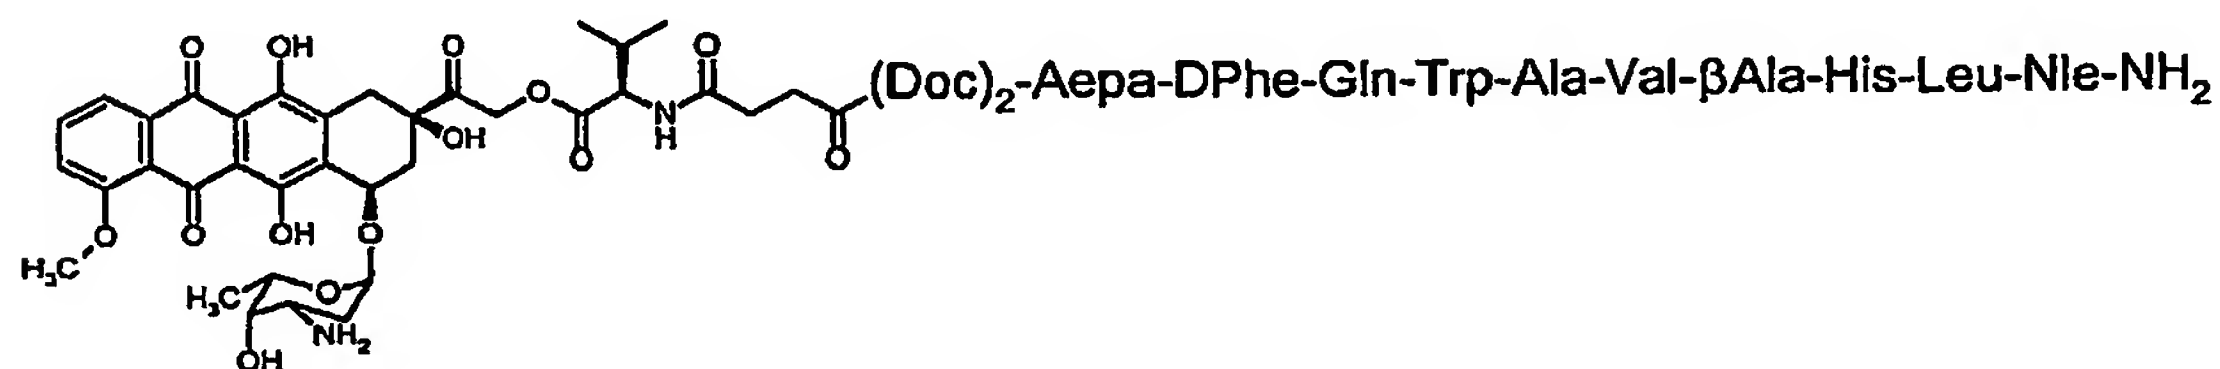 O OH O O
O O (Doc)₂-Aepa-DPhe-Gln-Trp-Ala-Val-βAla-His-Leu-Nle-NH₂
OH O N H O
O O OH O
H₃C
H₃C O
NH₂
OH